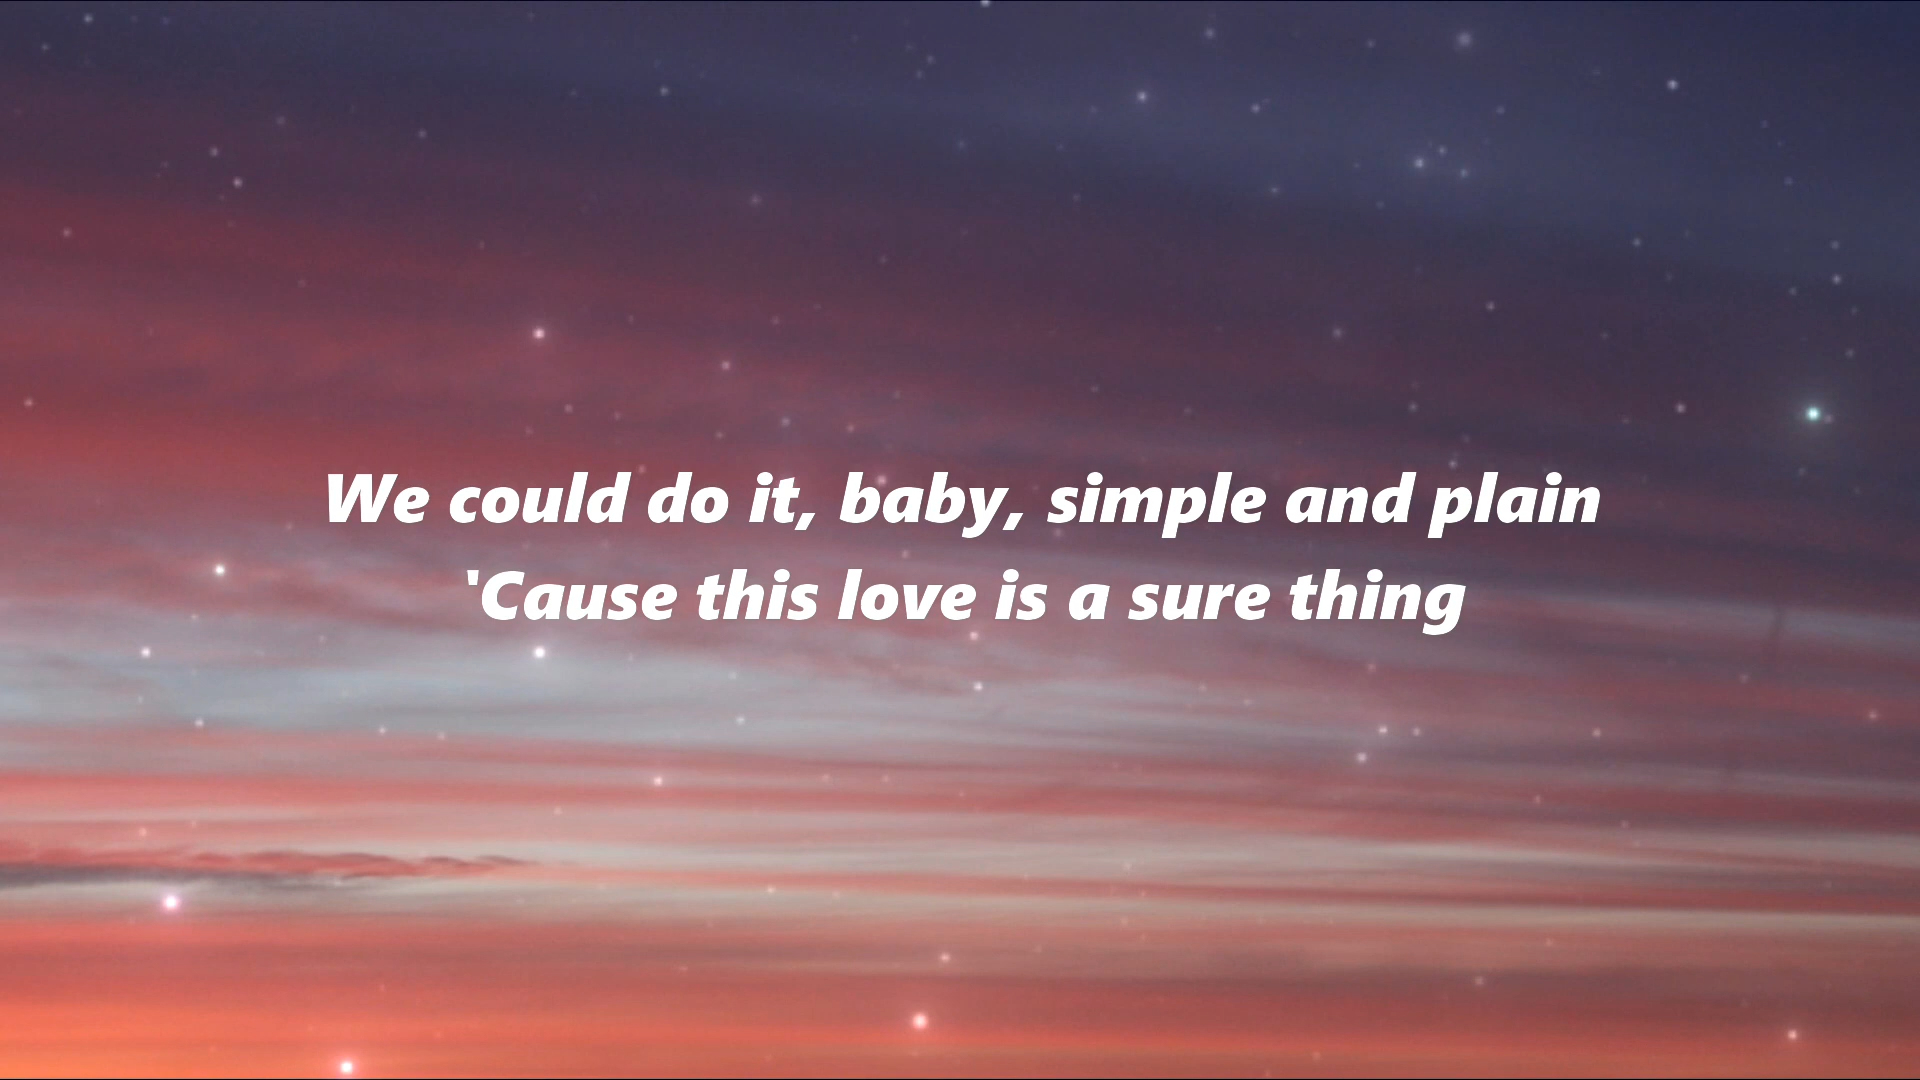 We could do it, baby, simple and plain
'Cause this love is a sure thing